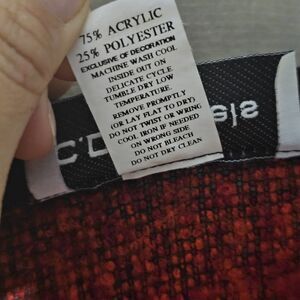 75% ACRYLIC
25% POLYESTER
EXCLUSIVE OF DECORATION
MACHINE WASH COOL
INSIDE OUT ON
DELICATE CYCLE
TUMBLE DRY LOW
TEMPERATURE.
REMOVE PROMPTLY
(OR LAY FLAT TO DRY)
DO NOT TWIST OR WRING
COOL IRON IF NEEDED
ON WRONG SIDE
DO NOT BLEACH
DO NOT DRY CLEAN